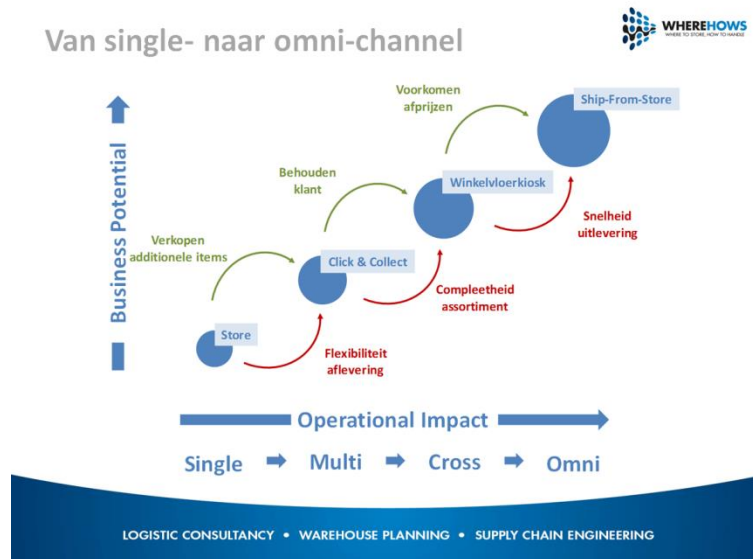 Van single- naar omni-channel
WHEREHOWS
WHERE TO STORE, HOW TO HANDLE
Business Potential
Voorkomen
afprijzen
Ship-From-Store
Behouden
klant
Winkelvloerkiosk
Snelheid
uitlevering
Verkopen
additionele items
Click & Collect
Compleetheid
assortiment
Store
Flexibiliteit
aflevering
Operational Impact
Single
Multi
Cross
Omni
LOGISTIC CONSULTANCY • WAREHOUSE PLANNING • SUPPLY CHAIN ENGINEERING